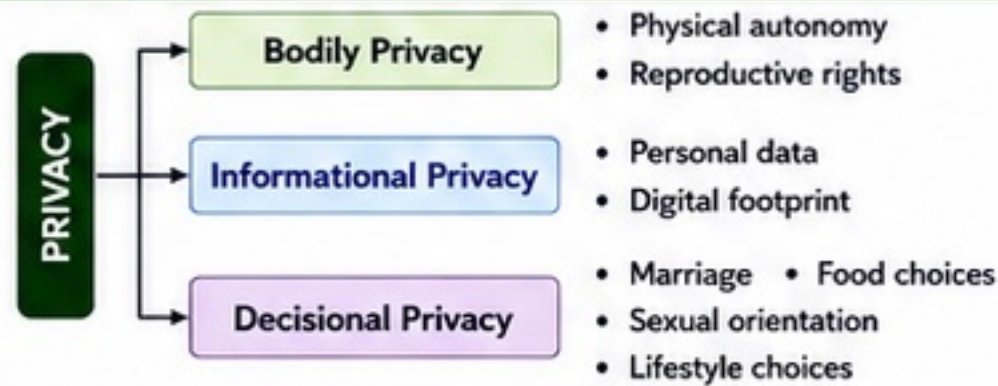 PRIVACY
Bodily Privacy
• Physical autonomy
• Reproductive rights
Informational Privacy
• Personal data
• Digital footprint
Decisional Privacy
• Marriage • Food choices
• Sexual orientation
• Lifestyle choices